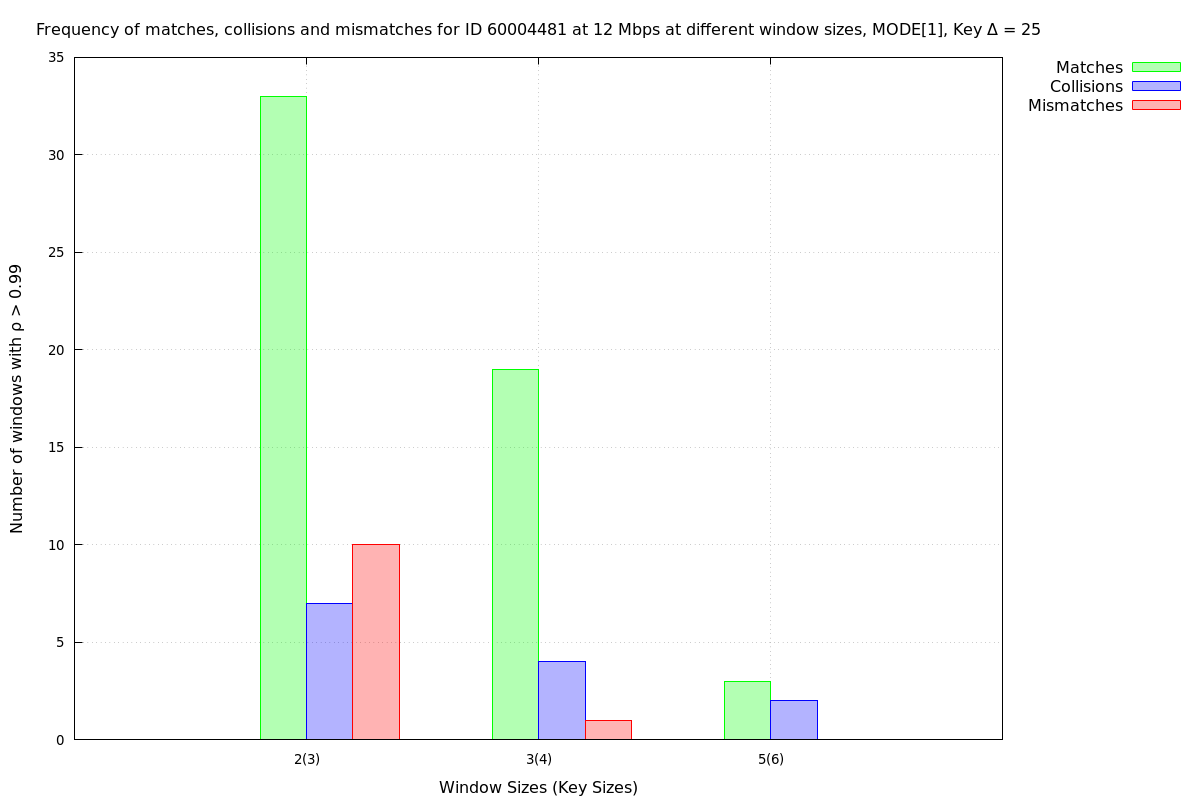 Frequency of matches, collisions and mismatches for ID 60004481 at 12 Mbps at different window sizes, MODE[1], Key Δ = 25
Matches
Collisions
Mismatches
Number of windows with ρ > 0.99
35
30
25
20
15
10
5
0
2(3) 3(4) 5(6)
Window Sizes (Key Sizes)